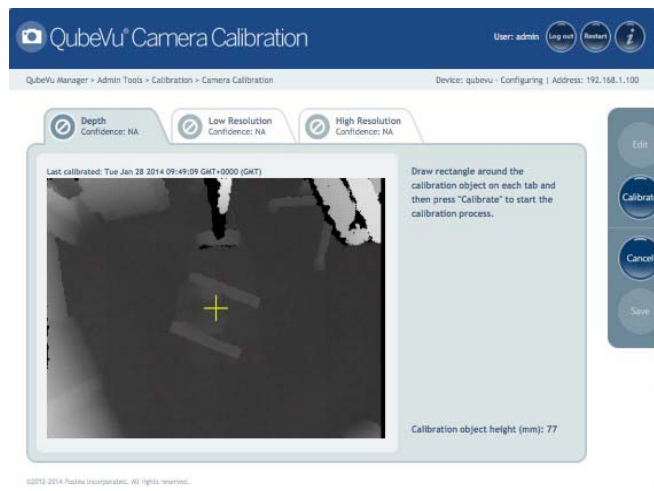 QubeVu® Camera Calibration
User: admin
Log out
Restart
i
QubeVu Manager > Admin Tools > Calibration > Camera Calibration
Device: qubevu - Configuring | Address: 192.168.1.100
Depth
Confidence: NA
Low Resolution
Confidence: NA
High Resolution
Confidence: NA
Edit
Calibrat
Cancel
Save
Last calibrated: Tue Jan 28 2014 09:49:09 GMT+0000 (GMT)
Draw rectangle around the
calibration object on each tab and
then press "Calibrate" to start the
calibration process.
Calibration object height (mm): 77
©2012-2014 Postea Incorporated. All rights reserved.